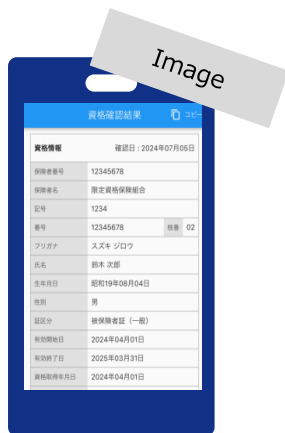 Image
資格確認結果
コピー
資格情報 確認日：2024年07月05日
保険者番号 12345678
保険者名 限定資格保険組合
記号 1234
番号 12345678 枝番 02
フリガナ スズキ ジロウ
氏名 鈴木 次郎
生年月日 昭和19年08月04日
性別 男
証区分 被保険者証（一般）
有効開始日 2024年04月01日
有効終了日 2025年03月31日
資格取得年月日 2024年04月01日